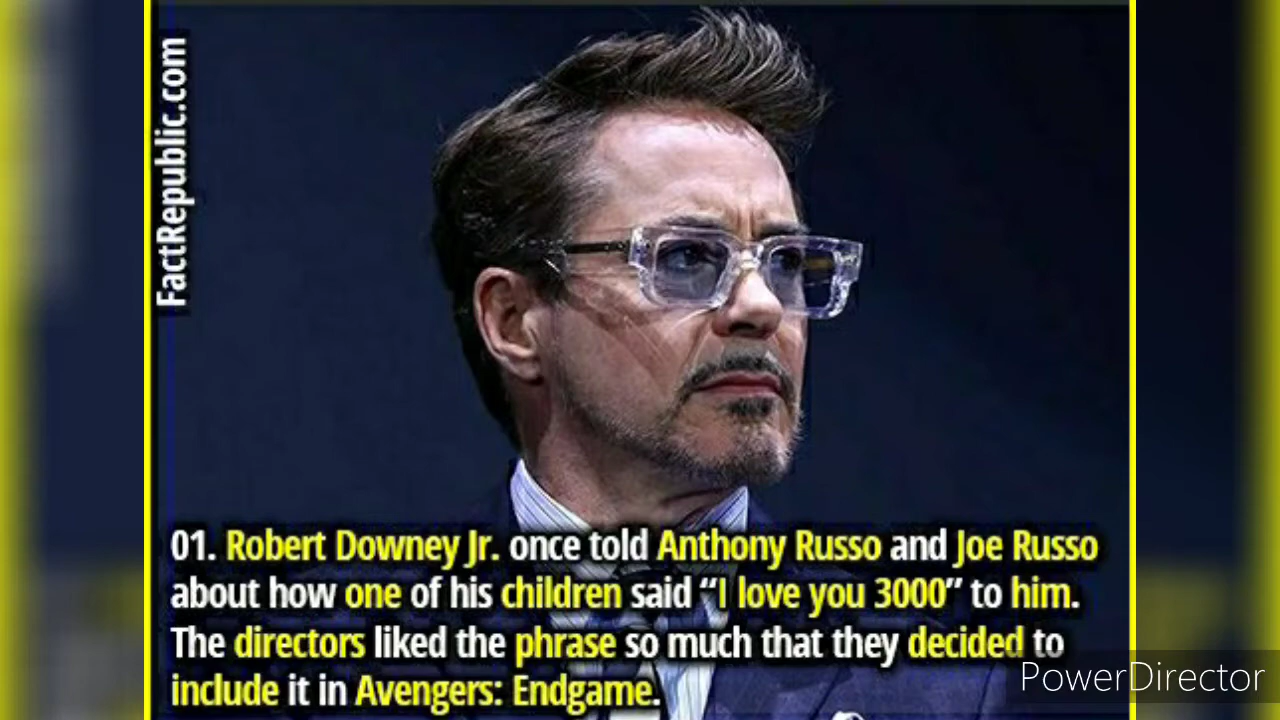 FactRepublic.com
01. Robert Downey Jr. once told Anthony Russo and Joe Russo
about how one of his children said “I love you 3000” to him.
The directors liked the phrase so much that they decided to
include it in Avengers: Endgame.
PowerDirector